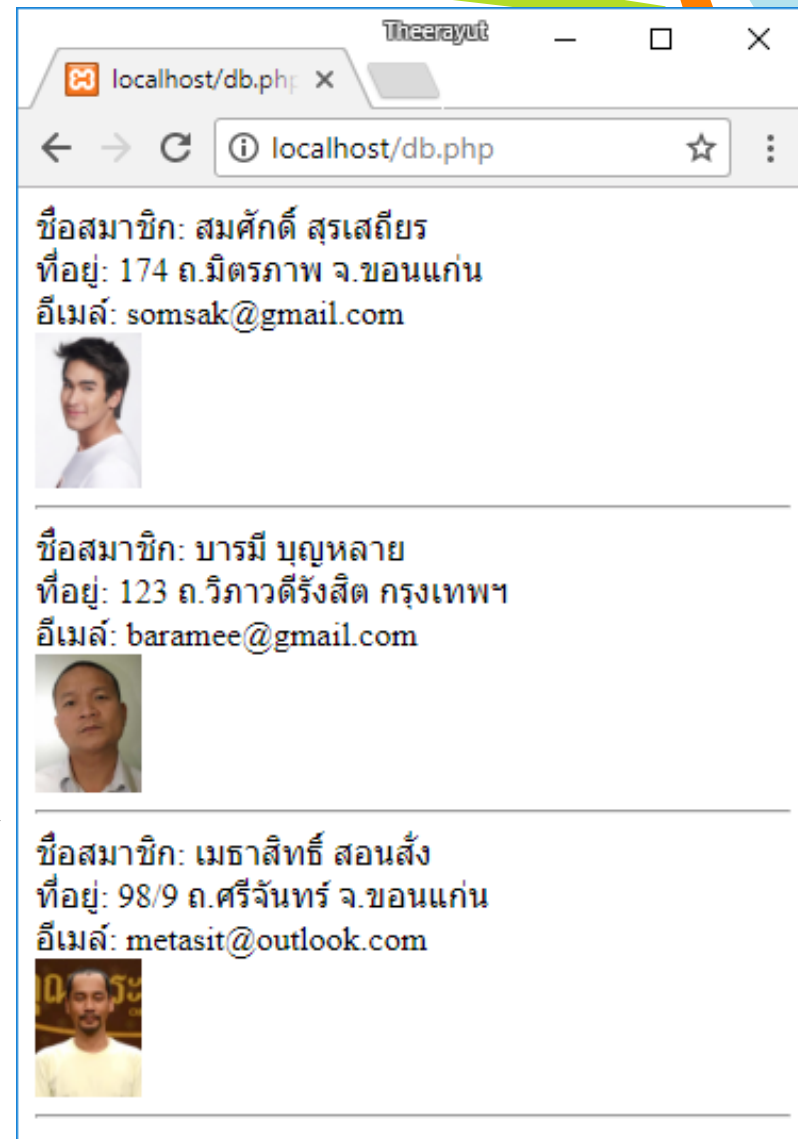 Theerayut
localhost/db.php
localhost/db.php
ชื่อสมาชิก: สมศักดิ์ สุรเสถียร
ที่อยู่: 174 ถ.มิตรภาพ จ.ขอนแก่น
อีเมล์: somsak@gmail.com
ชื่อสมาชิก: บารมี บุญหลาย
ที่อยู่: 123 ถ.วิภาวดีรังสิต กรุงเทพฯ
อีเมล์: baramee@gmail.com
ชื่อสมาชิก: เมธาสิทธิ์ สอนสั่ง
ที่อยู่: 98/9 ถ.ศรีจันทร์ จ.ขอนแก่น
อีเมล์: metasit@outlook.com